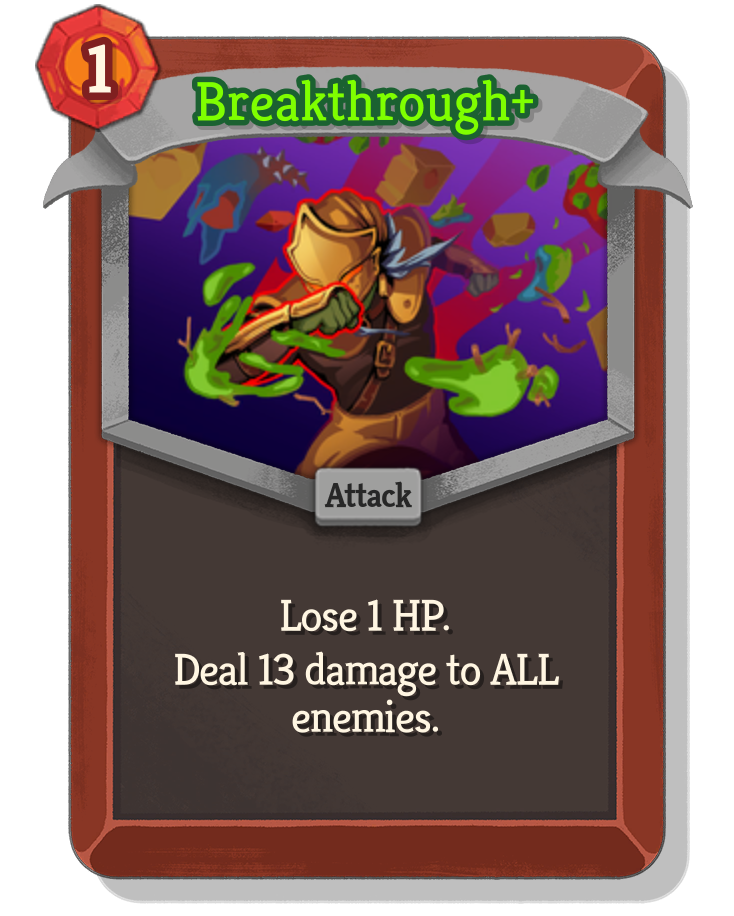 1
Breakthrough+
Attack
Lose 1 HP.
Deal 13 damage to ALL
enemies.